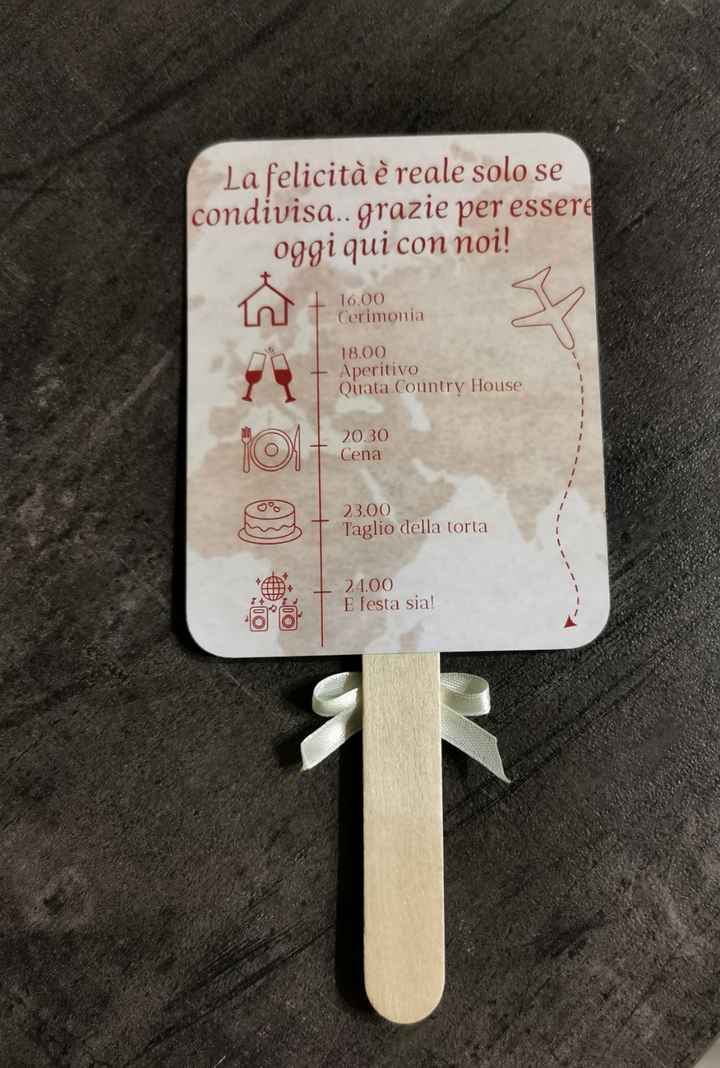 La felicità è reale solo se
condivisa.. grazie per essere
oggi qui con noi!
16.00
Cerimonia
18.00
Aperitivo
Quata Country House
20.30
Cena
23.00
Taglio della torta
24.00
E festa sia!